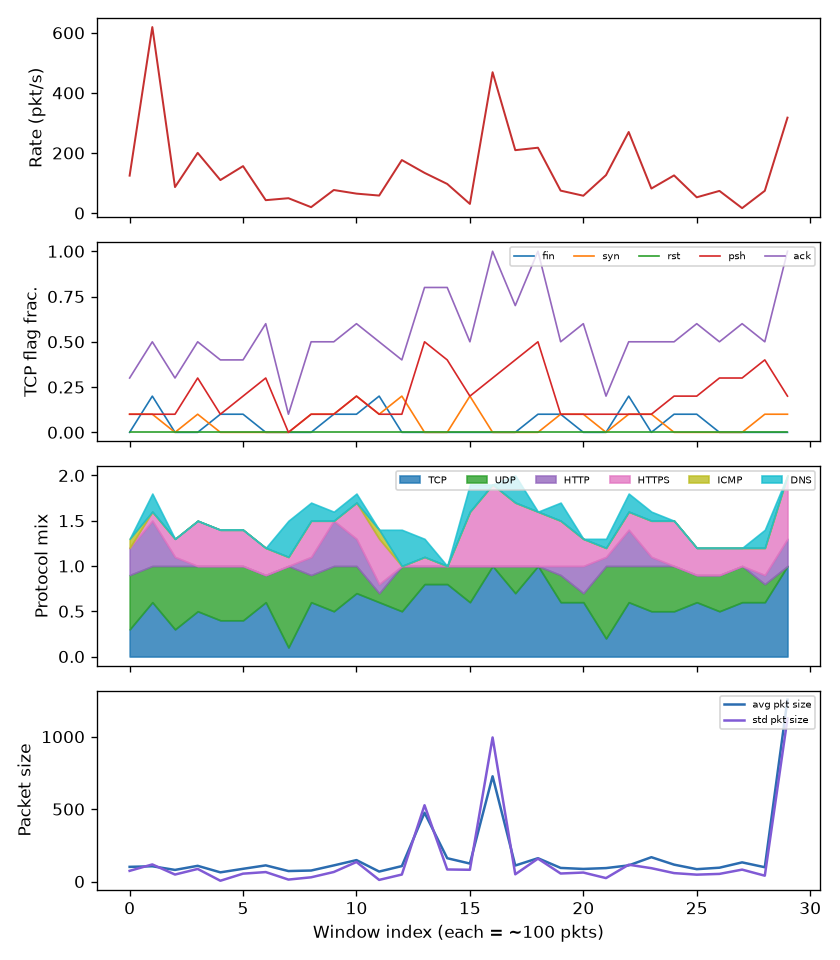 Rate (pkt/s)
600
400
200
0
TCP flag frac.
1.00
0.75
0.50
0.25
0.00
fin syn rst psh ack
Protocol mix
2.0
1.5
1.0
0.5
0.0
TCP UDP HTTP HTTPS ICMP DNS
Packet size
1000
500
0
avg pkt size
std pkt size
0 5 10 15 20 25 30
Window index (each = ~100 pkts)